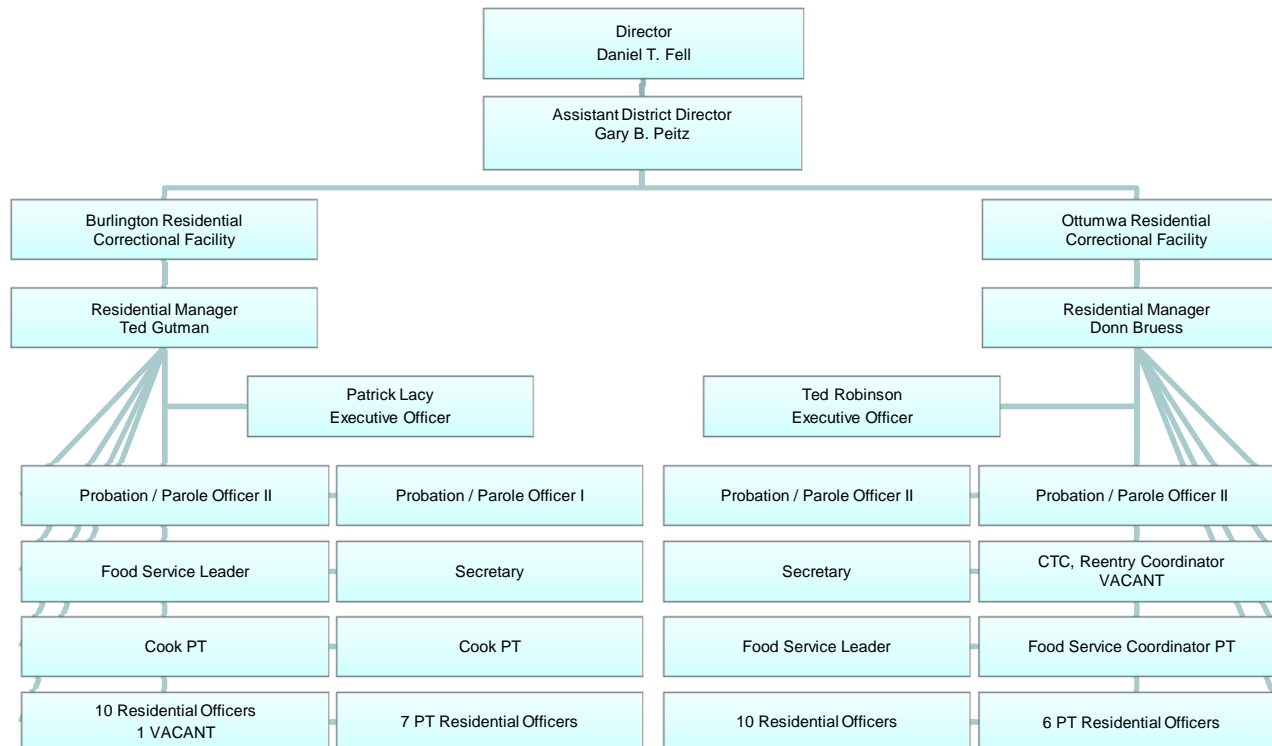 Director
Daniel T. Fell
Assistant District Director
Gary B. Peitz
Burlington Residential
Correctional Facility
Ottumwa Residential
Correctional Facility
Residential Manager
Ted Gutman
Residential Manager
Donn Bruess
Patrick Lacy
Executive Officer
Ted Robinson
Executive Officer
Probation / Parole Officer II
Probation / Parole Officer I
Probation / Parole Officer II
Probation / Parole Officer II
Food Service Leader
Secretary
Secretary
CTC, Reentry Coordinator
VACANT
Cook PT
Cook PT
Food Service Leader
Food Service Coordinator PT
10 Residential Officers
1 VACANT
7 PT Residential Officers
10 Residential Officers
6 PT Residential Officers